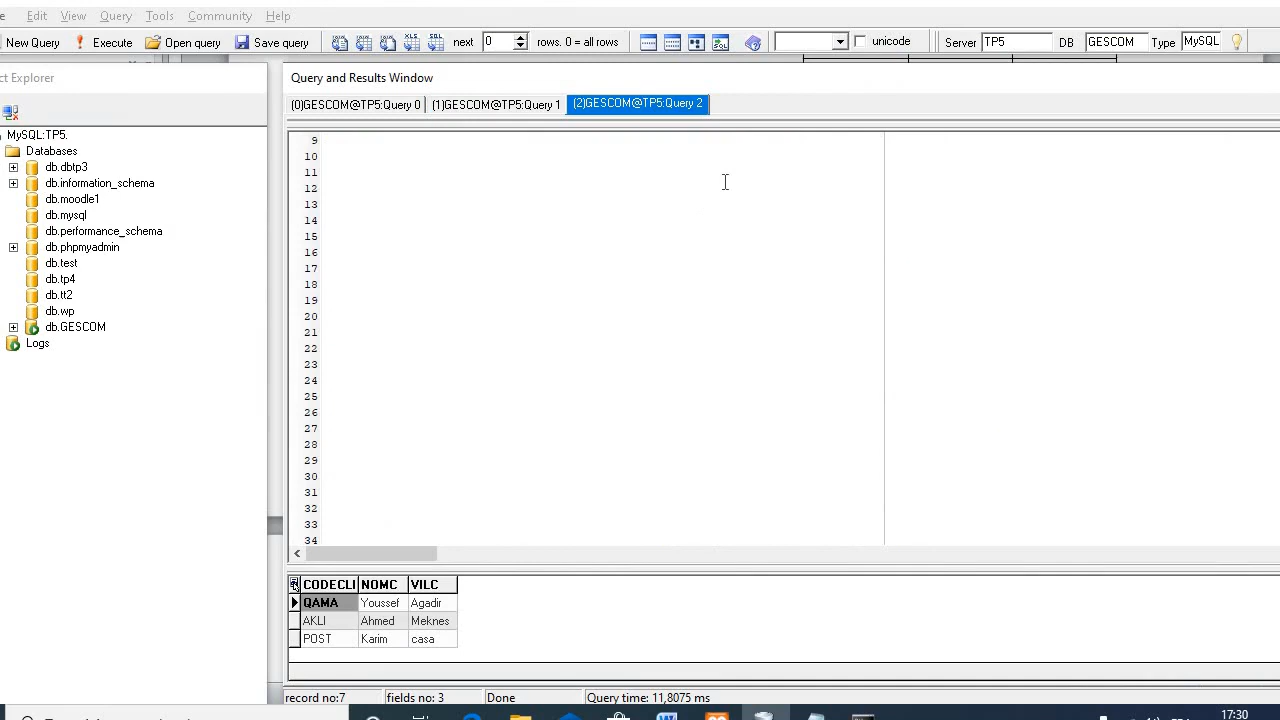 Edit View Query Tools Community Help
No Query Execute Open query Save query next 0 rows. 0 = all rows unicode Server TP5 DB GESCOM Type MySQL
ct Explorer
Query and Results Window
(0)GESCOM@TP5:Query 0 (1)GESCOM@TP5:Query 1 (2)GESCOM@TP5:Query 2
MySQL:TP5.
Databases
db.dbtp3
db.information_schema
db.moodle1
db.mysql
db.performance_schema
db.phpmyadmin
db.test
db.tp4
db.tt2
db.wp
db.GESCOM
Logs
9
10
11
12
13
14
15
16
17
18
19
20
21
22
23
24
25
26
27
28
29
30
31
32
33
34
CODECLI NOMC VILC
QAMA Youssef Agadir
AKLI Ahmed Meknes
POST Karim casa
record no:7 fields no: 3 Done Query time: 11,8075 ms
17:30